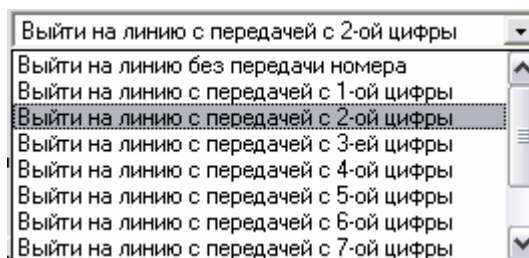 Выйти на линию с передачей с 2-ой цифры
Выйти на линию без передачи номера
Выйти на линию с передачей с 1-ой цифры
Выйти на линию с передачей с 2-ой цифры
Выйти на линию с передачей с 3-ей цифры
Выйти на линию с передачей с 4-ой цифры
Выйти на линию с передачей с 5-ой цифры
Выйти на линию с передачей с 6-ой цифры
Выйти на линию с передачей с 7-ой цифры